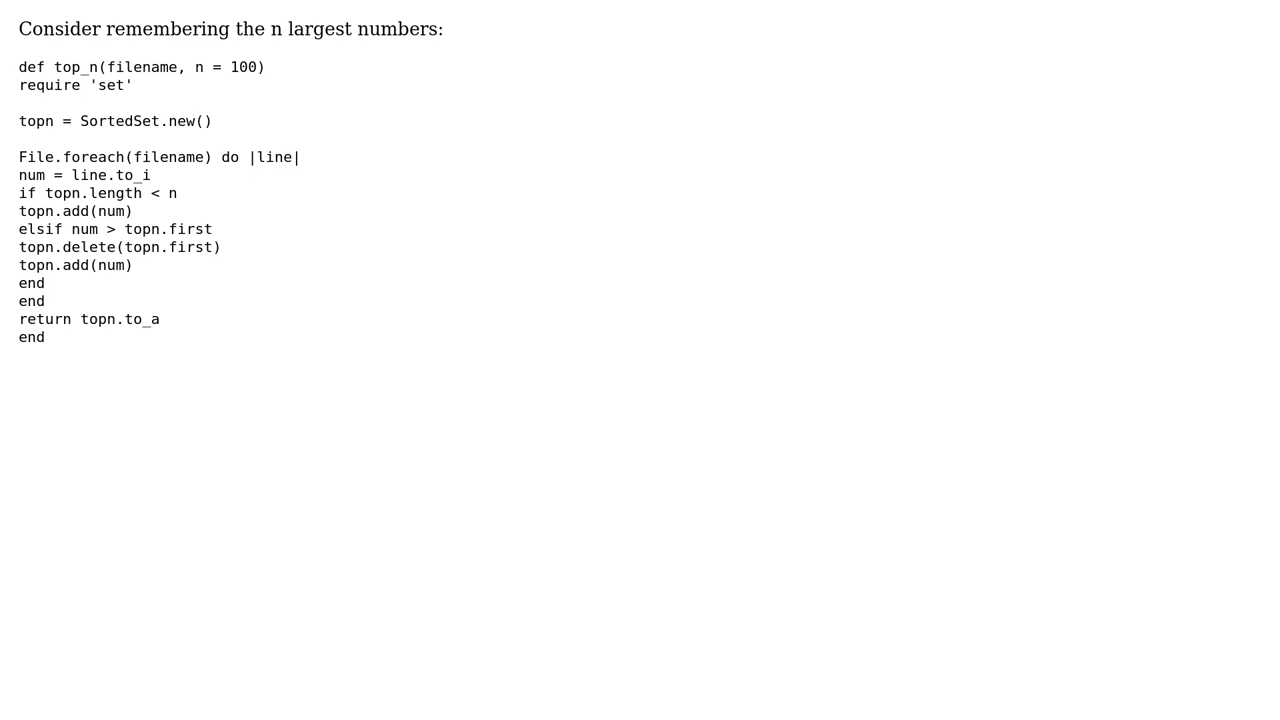 Consider remembering the n largest numbers:
def top_n(filename, n = 100)
require 'set'
topn = SortedSet.new()
File.foreach(filename) do |line|
num = line.to_i
if topn.length < n
topn.add(num)
elsif num > topn.first
topn.delete(topn.first)
topn.add(num)
end
end
return topn.to_a
end